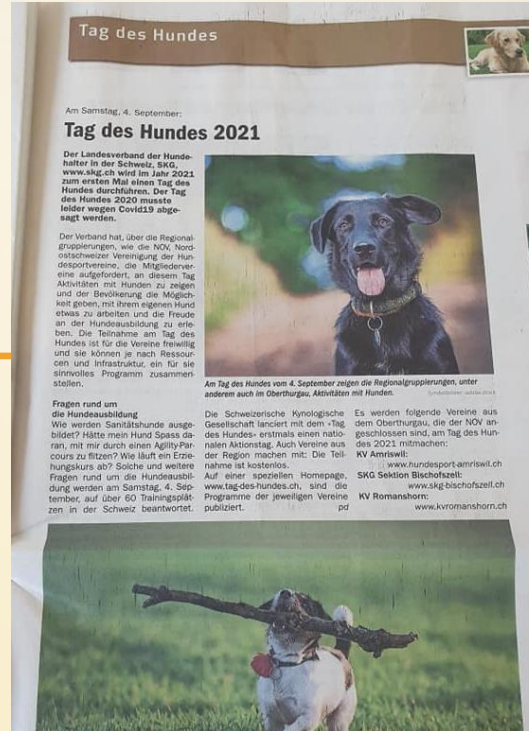 Tag des Hundes
Am Samstag, 4. September:
Tag des Hundes 2021
Der Landesverband der Hunde-
halter in der Schweiz, SKG,
www.skg.ch wird im Jahr 2021
zum ersten Mal einen Tag des
Hundes durchführen. Der Tag
des Hundes 2020 musste
leider wegen Covid19 abge-
sagt werden.
Der Verband hat, über die Regional-
gruppierungen, wie die NOV, Nord-
ostschweizer Vereinigung der Hun-
desportvereine, die Mitgliederver-
eine aufgefordert, an diesem Tag
Aktivitäten mit Hunden zu zeigen
und der Bevölkerung die Möglich-
keit geben, mit ihrem eigenen Hund
etwas zu arbeiten und die Freude
an der Hundeausbildung zu erle-
ben. Die Teilnahme am Tag des
Hundes ist für die Vereine freiwillig
und sie können je nach Ressour-
cen und Infrastruktur, ein für sie
sinnvolles Programm zusammen-
stellen.
Fragen rund um
die Hundeausbildung
Wie werden Sanitätshunde ausge-
bildet? Hätte mein Hund Spass da-
ran, mit mir durch einen Agility-Par-
cours zu flitzen? Wie läuft ein Erzie-
hungskurs ab? Solche und weitere
Fragen rund um die Hundeausbil-
dung werden am Samstag, 4. Sep-
tember, auf über 60 Trainingsplät-
zen in der Schweiz beantwortet.
Am Tag des Hundes vom 4. September zeigen die Regionalgruppierungen, unter
anderem auch im Oberthurgau, Aktivitäten mit Hunden.
Die Schweizerische Kynologische
Gesellschaft lanciert mit dem «Tag
des Hundes» erstmals einen natio-
nalen Aktionstag. Auch Vereine aus
der Region machen mit: Die Teil-
nahme ist kostenlos.
Auf einer speziellen Homepage,
www.tag-des-hundes.ch, sind die
Programme der jeweiligen Vereine
publiziert. pd
Es werden folgende Vereine aus
dem Oberthurgau, die der NOV an-
geschlossen sind, am Tag des Hun-
des 2021 mitmachen:
KV Amriswil:
www.hundesport-amriswil.ch
SKG Sektion Bischofszell:
www.skg-bischofszell.ch
KV Romanshorn:
www.kvromanshorn.ch